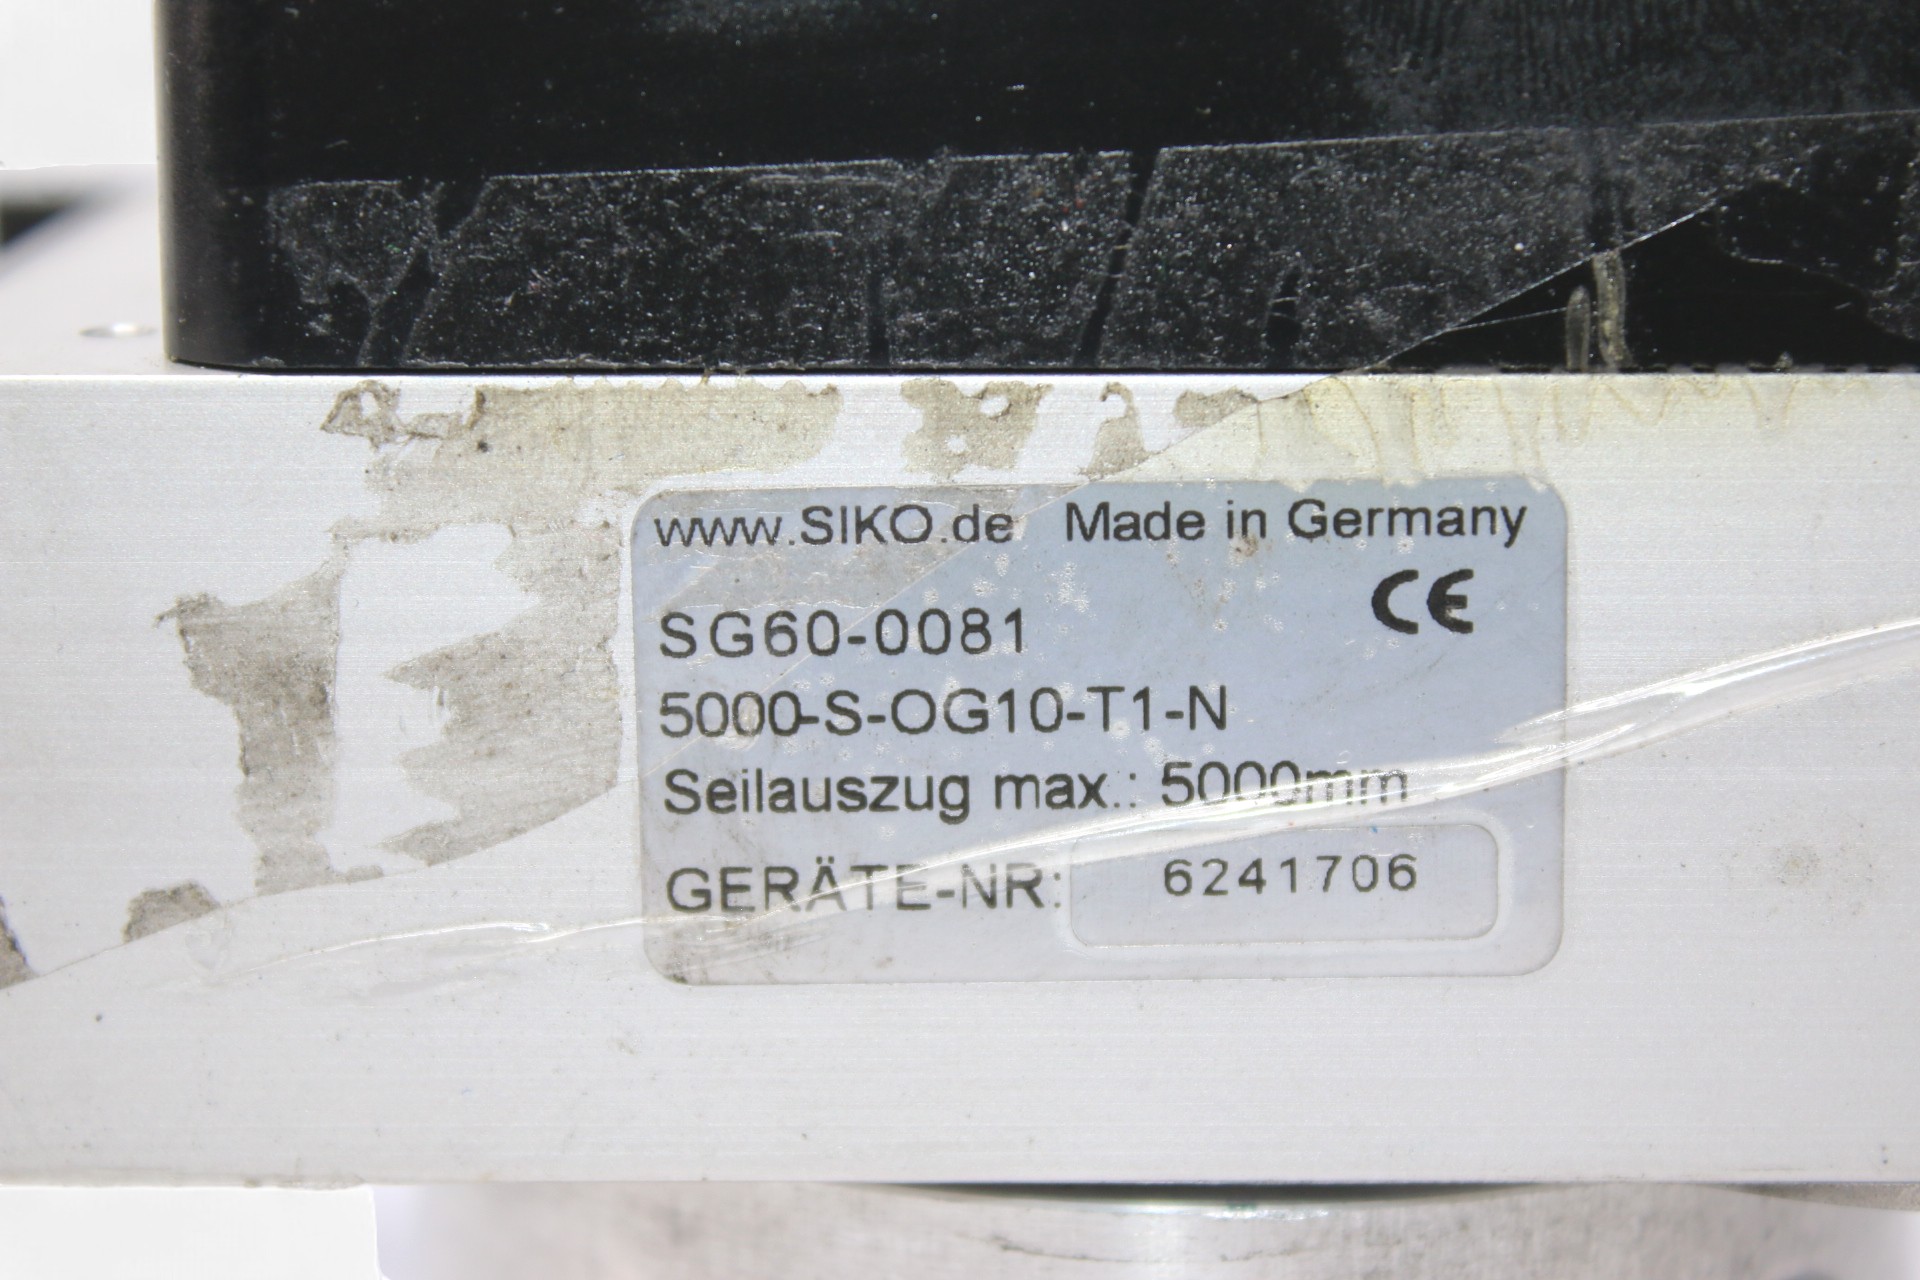 www.SIKO.de Made in Germany
CE
SG60-0081
5000-S-OG10-T1-N
Seilauszug max.: 5000mm
GERÄTE-NR: 6241706